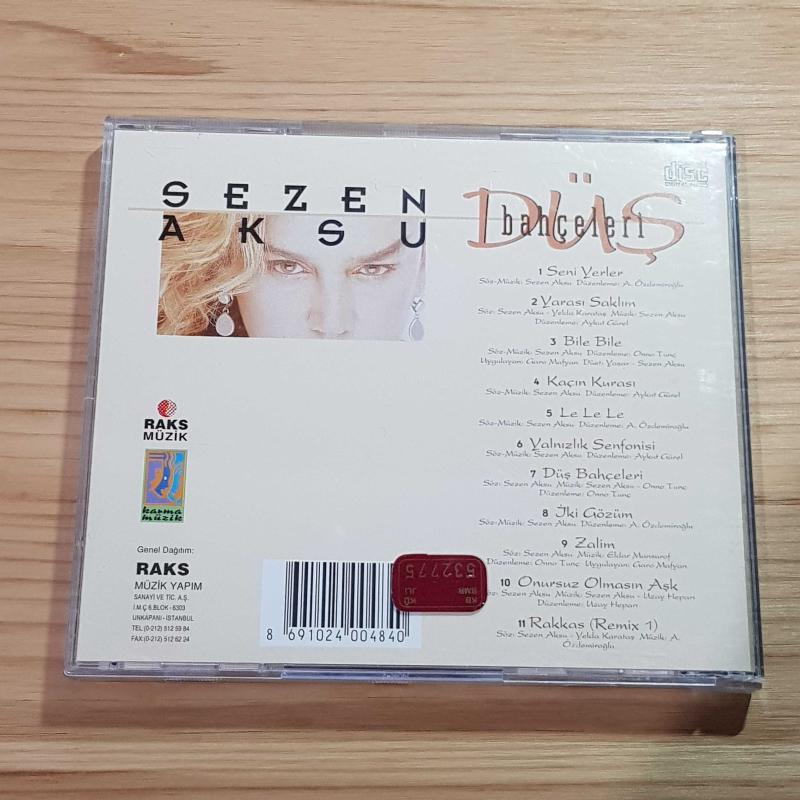 SEZEN
AKSU
DÜŞ
bahçeleri
disc
1 Seni Yerler
Söz-Müzik: Sezen Aksu Düzenleme: A. Özdemiroğlu
2 Yarası Saklım
Söz: Sezen Aksu - Yelda Karataş Müzik: Sezen Aksu
Düzenleme: Aykut Gürel
3 Bile Bile
Söz-Müzik: Sezen Aksu Düzenleme: Onno Tunç
Uygulayan: Garo Mafyan Düet: Yaşar - Sezen Aksu
4 Kaçın Kurası
Söz-Müzik: Sezen Aksu Düzenleme: Aykut Gürel
5 Le Le Le
Söz-Müzik: Sezen Aksu Düzenleme: A. Özdemiroğlu
6 Yalnızlık Senfonisi
Söz-Müzik: Sezen Aksu Düzenleme: Aykut Gürel
7 Düş Bahçeleri
Söz: Sezen Aksu Müzik: Sezen Aksu - Onno Tunç
Düzenleme: Onno Tunç
8 İki Gözüm
Söz-Müzik: Sezen Aksu Düzenleme: A. Özdemiroğlu
9 Zalim
Söz: Sezen Aksu Müzik: Eldar Mansurof
Düzenleme: Onno Tunç Uygulayan: Garo Mafyan
10 Onursuz Olmasın Aşk
Söz: Sezen Aksu Müzik: Sezen Aksu - Uzay Hepari
Düzenleme: Uzay Hepari
11 Rakkas (Remix 1)
Söz: Sezen Aksu - Yelda Karataş Müzik: A.
Özdemiroğlu
RAKS
MÜZİK
karma
müzik
Genel Dağıtım:
RAKS
MÜZİK YAPIM
SANAYİ VE TİC. A.Ş.
İ.M.Ç 6.BLOK - 6303
UNKAPANI - İSTANBUL
TEL:(0-212) 512 59 84
FAX:(0-212) 512 62 24
8 691024 004840
532775